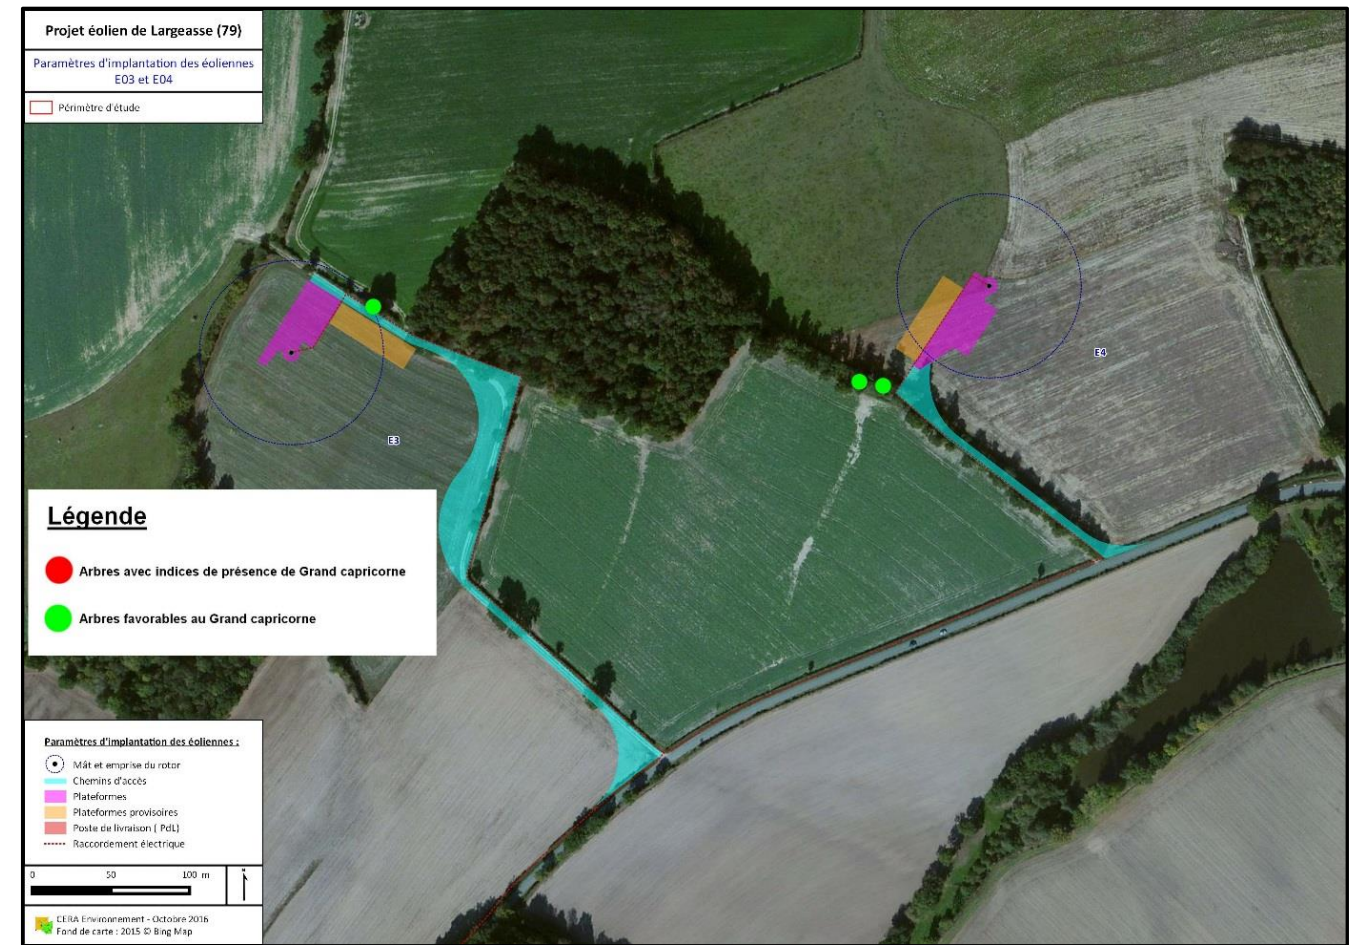 Projet éolien de Largeasse (79)
Paramètres d'implantation des éoliennes
E03 et E04
Périmètre d'étude
E4
E3
Légende
Arbres avec indices de présence de Grand capricorne
Arbres favorables au Grand capricorne
Paramètres d'implantation des éoliennes :
Mât et emprise du rotor
Chemins d'accès
Plateformes
Plateformes provisoires
Poste de livraison ( PdL)
Raccordement électrique
0 50 100 m
N
CERA Environnement - Octobre 2016
Fond de carte : 2015 © Bing Map